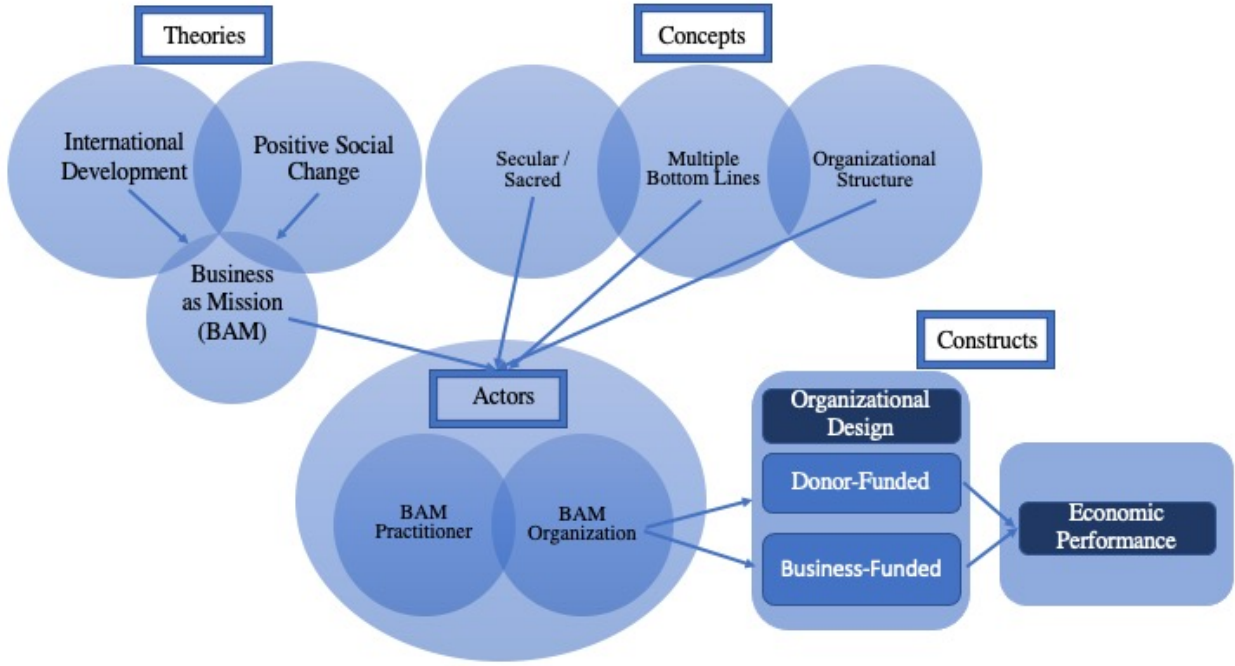 Theories
International
Development
Positive Social
Change
Business
as Mission
(BAM)
Concepts
Secular /
Sacred
Multiple
Bottom Lines
Organizational
Structure
Actors
BAM
Practitioner
BAM
Organization
Constructs
Organizational
Design
Donor-Funded
Business-Funded
Economic
Performance